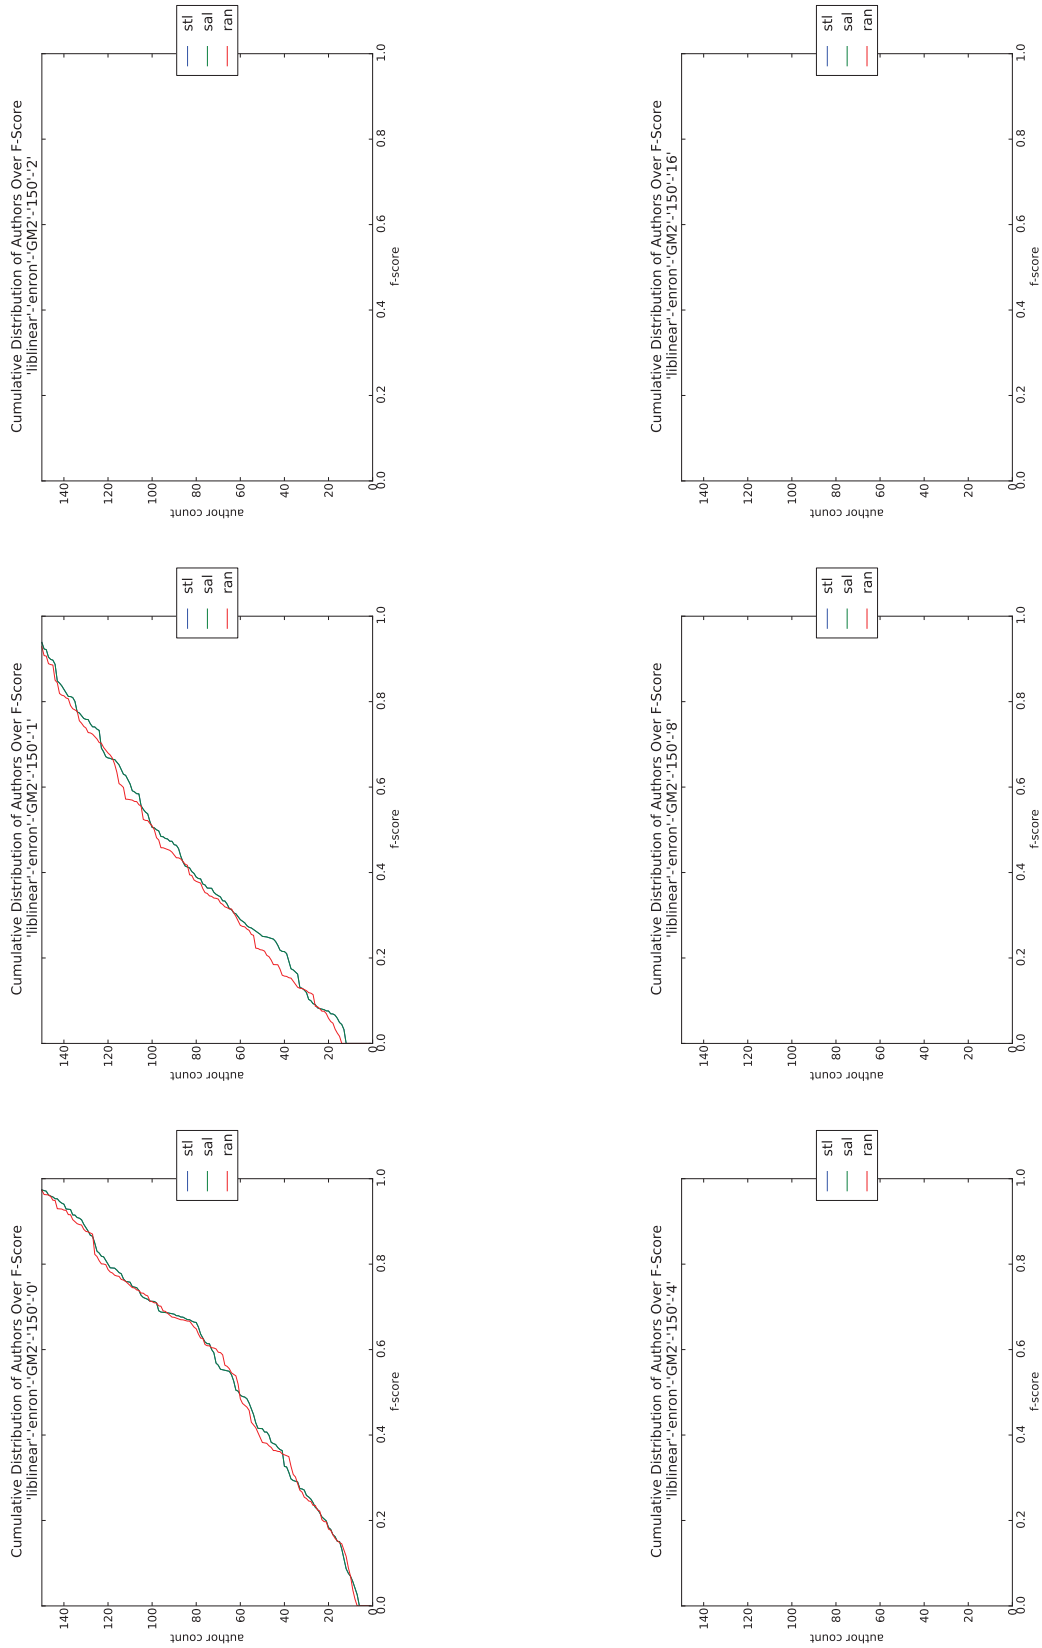 Cumulative Distribution of Authors Over F-Score
'liblinear'-'enron'-'GM2'-'150'-'0'
140
120
100
80
60
40
20
0
author count
0.0
0.2
0.4
0.6
0.8
1.0
f-score
stl
sal
ran
Cumulative Distribution of Authors Over F-Score
'liblinear'-'enron'-'GM2'-'150'-'1'
140
120
100
80
60
40
20
0
author count
0.0
0.2
0.4
0.6
0.8
1.0
f-score
stl
sal
ran
Cumulative Distribution of Authors Over F-Score
'liblinear'-'enron'-'GM2'-'150'-'2'
140
120
100
80
60
40
20
0
author count
0.0
0.2
0.4
0.6
0.8
1.0
f-score
stl
sal
ran
Cumulative Distribution of Authors Over F-Score
'liblinear'-'enron'-'GM2'-'150'-'4'
140
120
100
80
60
40
20
0
author count
0.0
0.2
0.4
0.6
0.8
1.0
f-score
stl
sal
ran
Cumulative Distribution of Authors Over F-Score
'liblinear'-'enron'-'GM2'-'150'-'8'
140
120
100
80
60
40
20
0
author count
0.0
0.2
0.4
0.6
0.8
1.0
f-score
stl
sal
ran
Cumulative Distribution of Authors Over F-Score
'liblinear'-'enron'-'GM2'-'150'-'16'
140
120
100
80
60
40
20
0
author count
0.0
0.2
0.4
0.6
0.8
1.0
f-score
stl
sal
ran